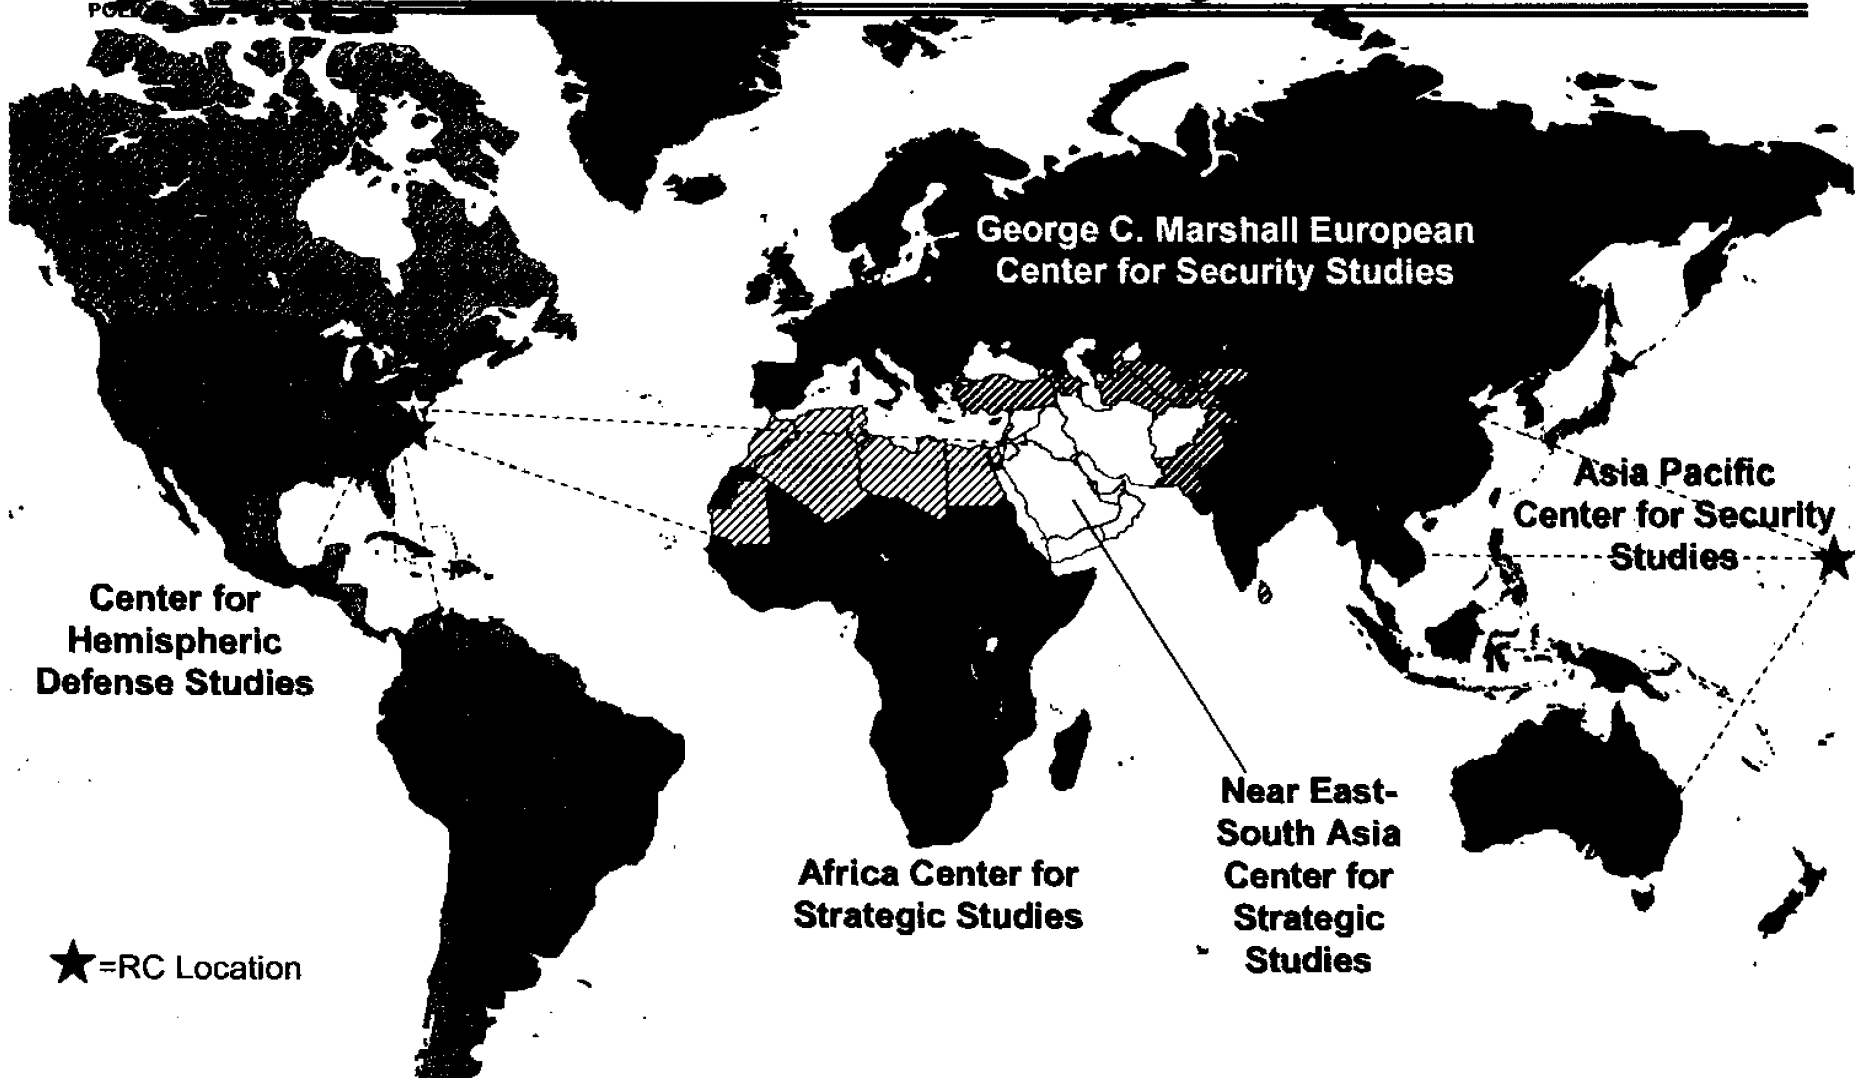 George C. Marshall European
Center for Security Studies
Asia Pacific
Center for Security
Studies
Center for
Hemispheric
Defense Studies
Near East-
South Asia
Center for
Strategic
Studies
Africa Center for
Strategic Studies
★=RC Location